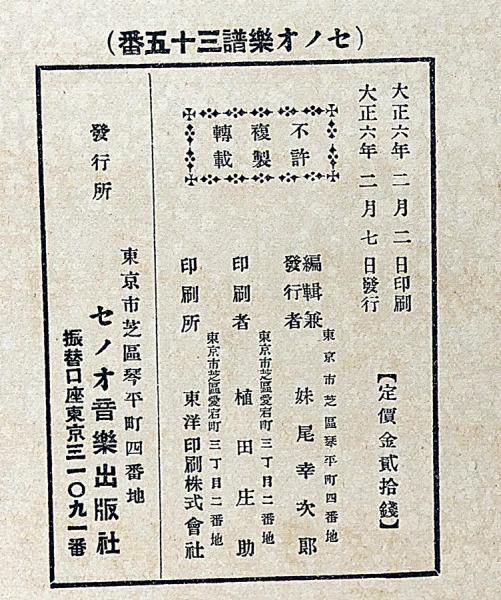 （セノオ樂譜三十五番）
大正六年 二月二日印刷
大正六年 二月七日發行
【定價金貳拾錢】
不許
複製
轉載
東京市芝區琴平町四番地
編輯兼
發行者 妹尾幸次郎
東京市芝區愛宕町三丁目二番地
印刷者 植田庄助
東京市芝區愛宕町三丁目二番地
印刷所 東洋印刷株式會社
發行所
東京市芝區琴平町四番地
セノオ音樂出版社
振替口座東京三一〇九一番